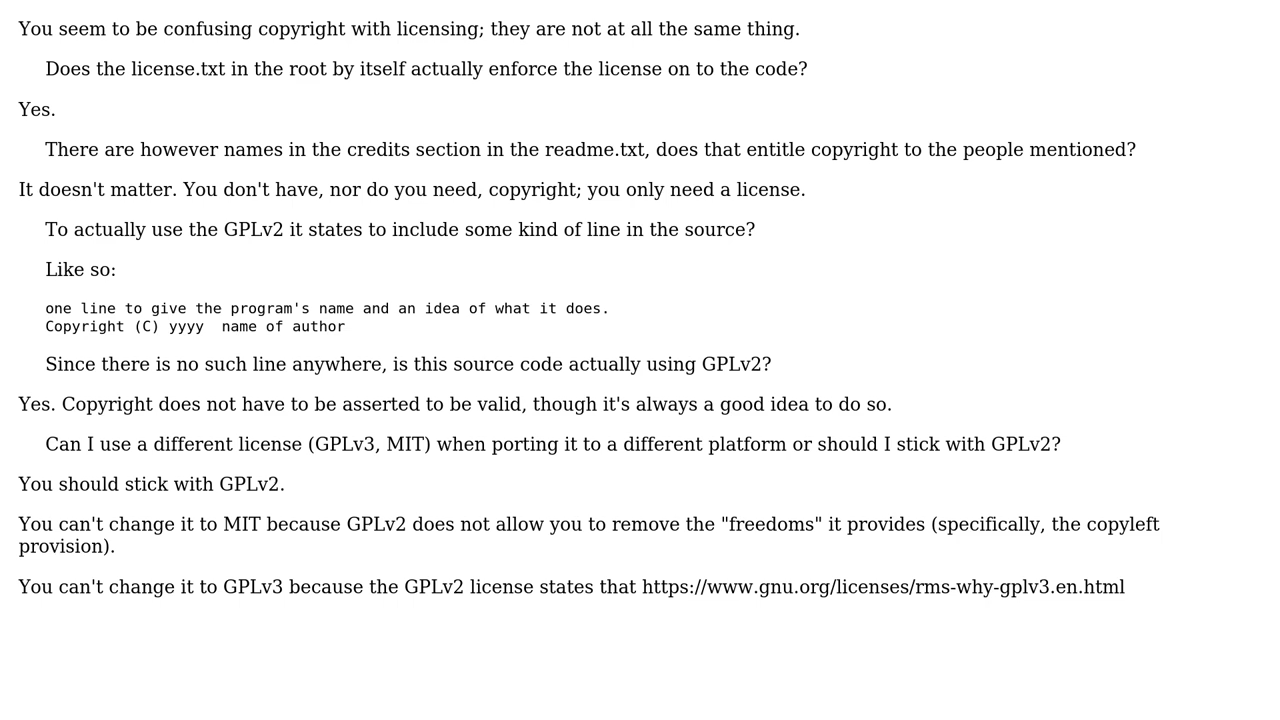 You seem to be confusing copyright with licensing; they are not at all the same thing.
Does the license.txt in the root by itself actually enforce the license on to the code?
Yes.
There are however names in the credits section in the readme.txt, does that entitle copyright to the people mentioned?
It doesn't matter. You don't have, nor do you need, copyright; you only need a license.
To actually use the GPLv2 it states to include some kind of line in the source?
Like so:
one line to give the program's name and an idea of what it does.
Copyright (C) yyyy  name of author
Since there is no such line anywhere, is this source code actually using GPLv2?
Yes. Copyright does not have to be asserted to be valid, though it's always a good idea to do so.
Can I use a different license (GPLv3, MIT) when porting it to a different platform or should I stick with GPLv2?
You should stick with GPLv2.
You can't change it to MIT because GPLv2 does not allow you to remove the "freedoms" it provides (specifically, the copyleft
provision).
You can't change it to GPLv3 because the GPLv2 license states that https://www.gnu.org/licenses/rms-why-gplv3.en.html